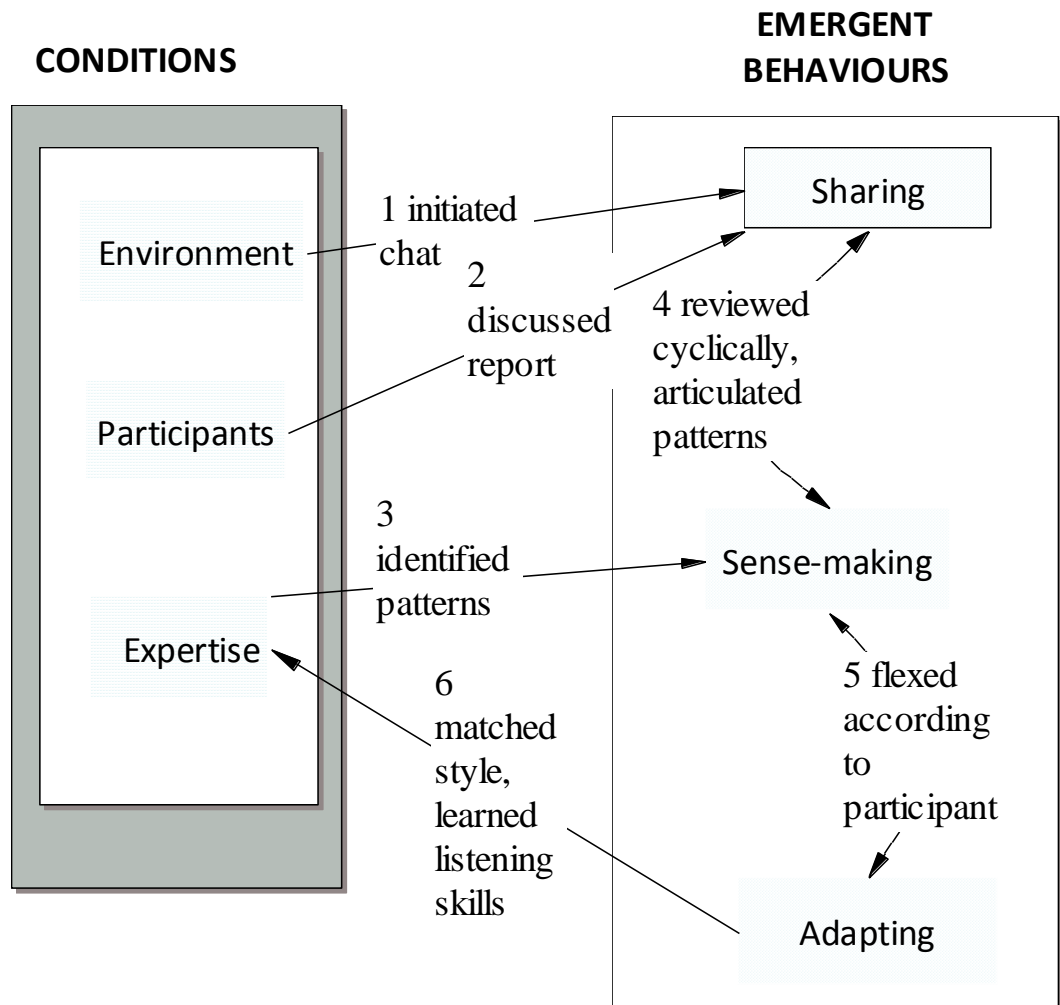 CONDITIONS
EMERGENT
BEHAVIOURS
Environment
Participants
Expertise
1 initiated
chat
2
discussed
report
3
identified
patterns
6
matched
style,
learned
listening
skills
Sharing
4 reviewed
cyclically,
articulated
patterns
Sense-making
5 flexed
according
to
participant
Adapting